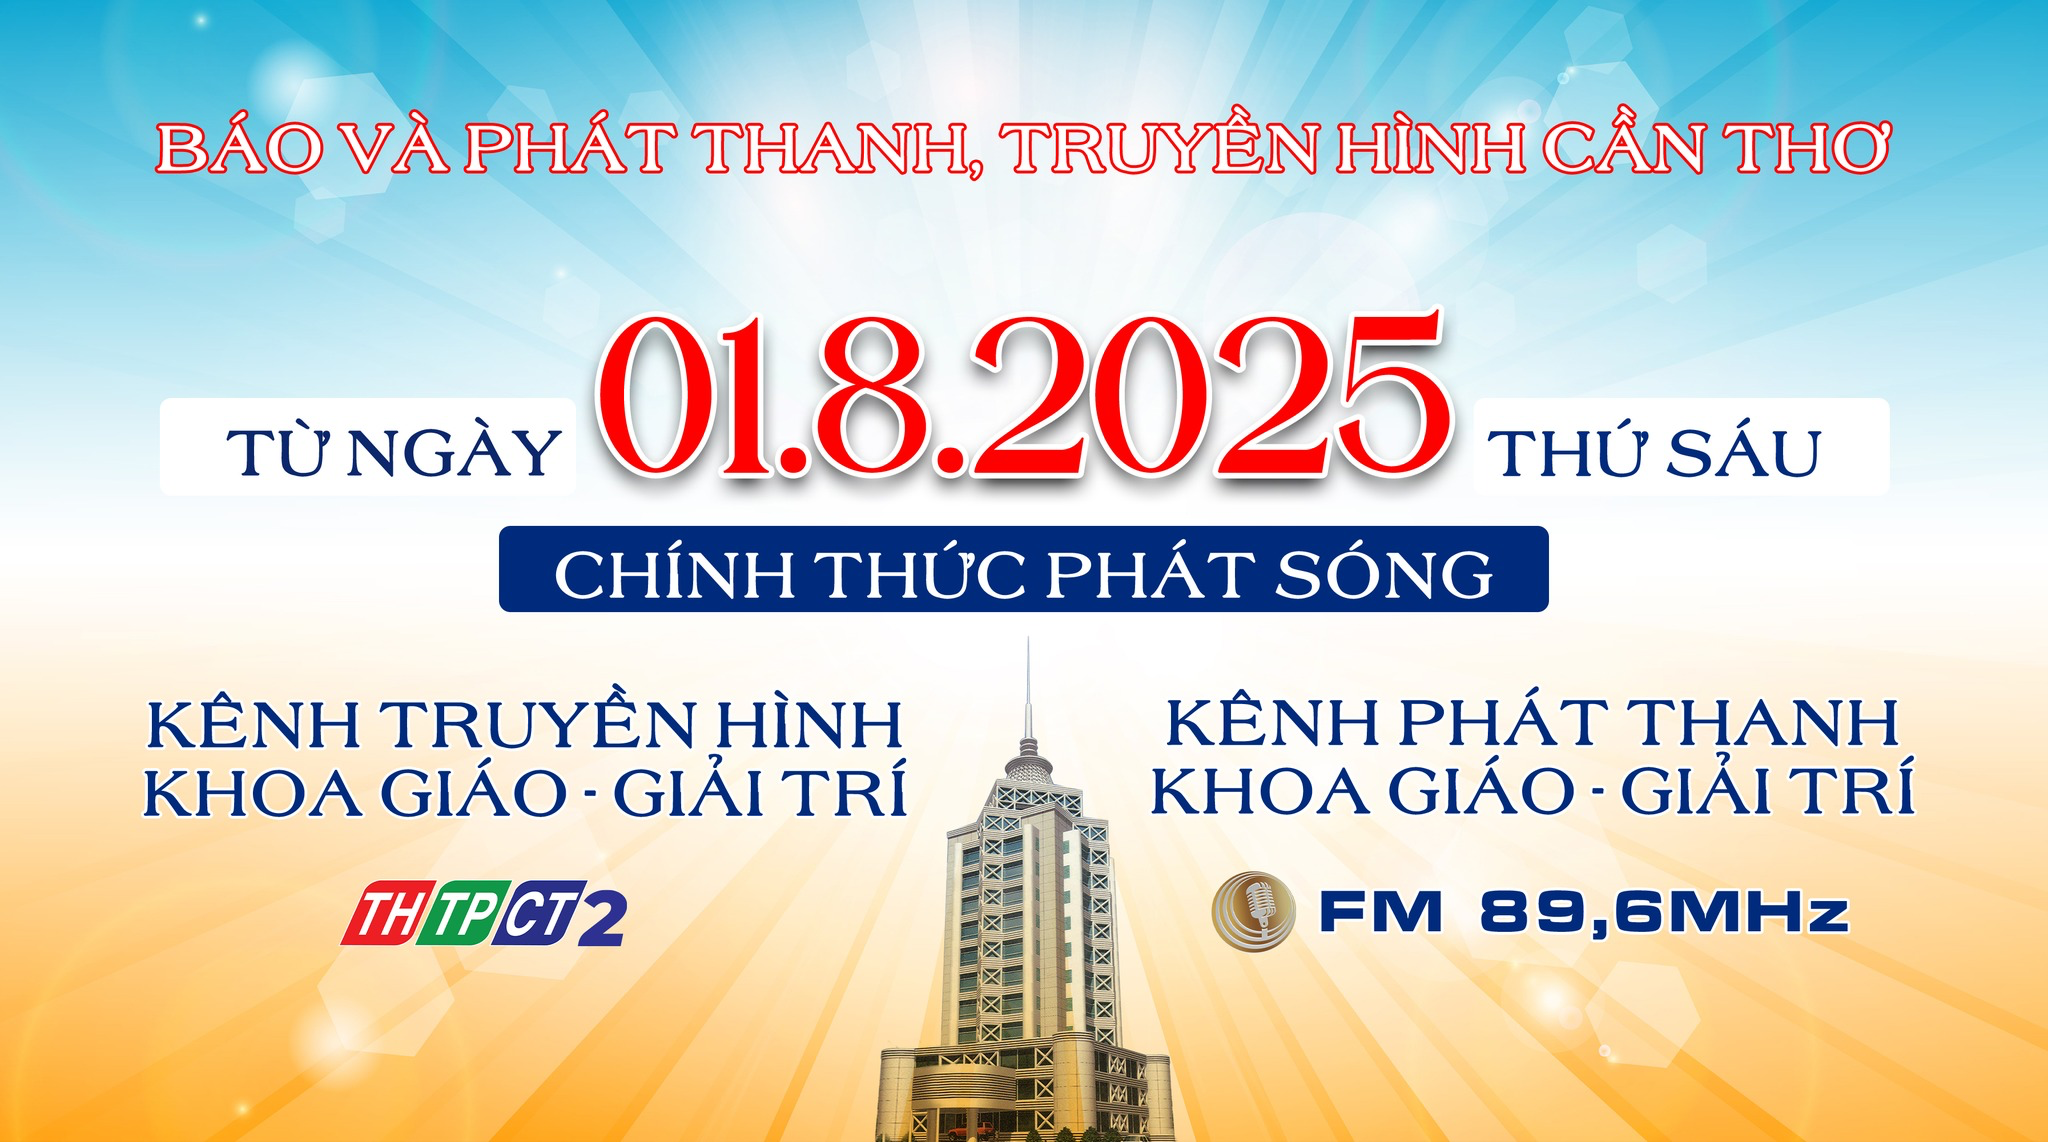 BÁO VÀ PHÁT THANH, TRUYỀN HÌNH CẦN THƠ
TỪ NGÀY 01.8.2025 THỨ SÁU
CHÍNH THỨC PHÁT SÓNG
KÊNH TRUYỀN HÌNH
KHOA GIÁO - GIẢI TRÍ
THTPCT2
KÊNH PHÁT THANH
KHOA GIÁO - GIẢI TRÍ
FM 89,6MHz